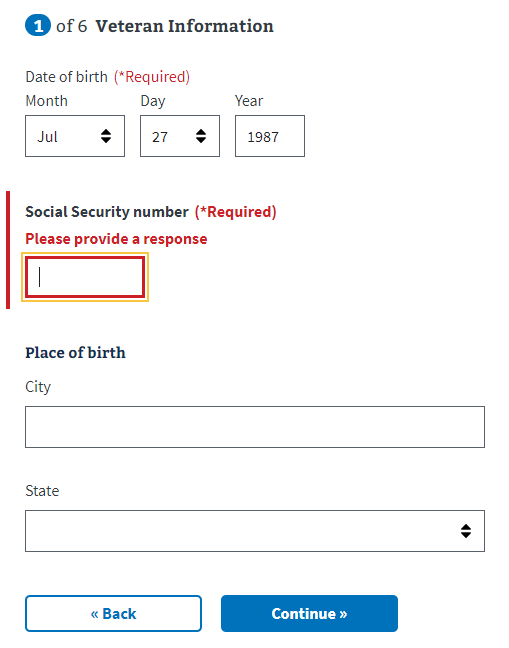 1 of 6 Veteran Information
Date of birth (*Required)
Month Day Year
Jul 27 1987
Social Security number (*Required)
Please provide a response
Place of birth
City
State
« Back Continue »